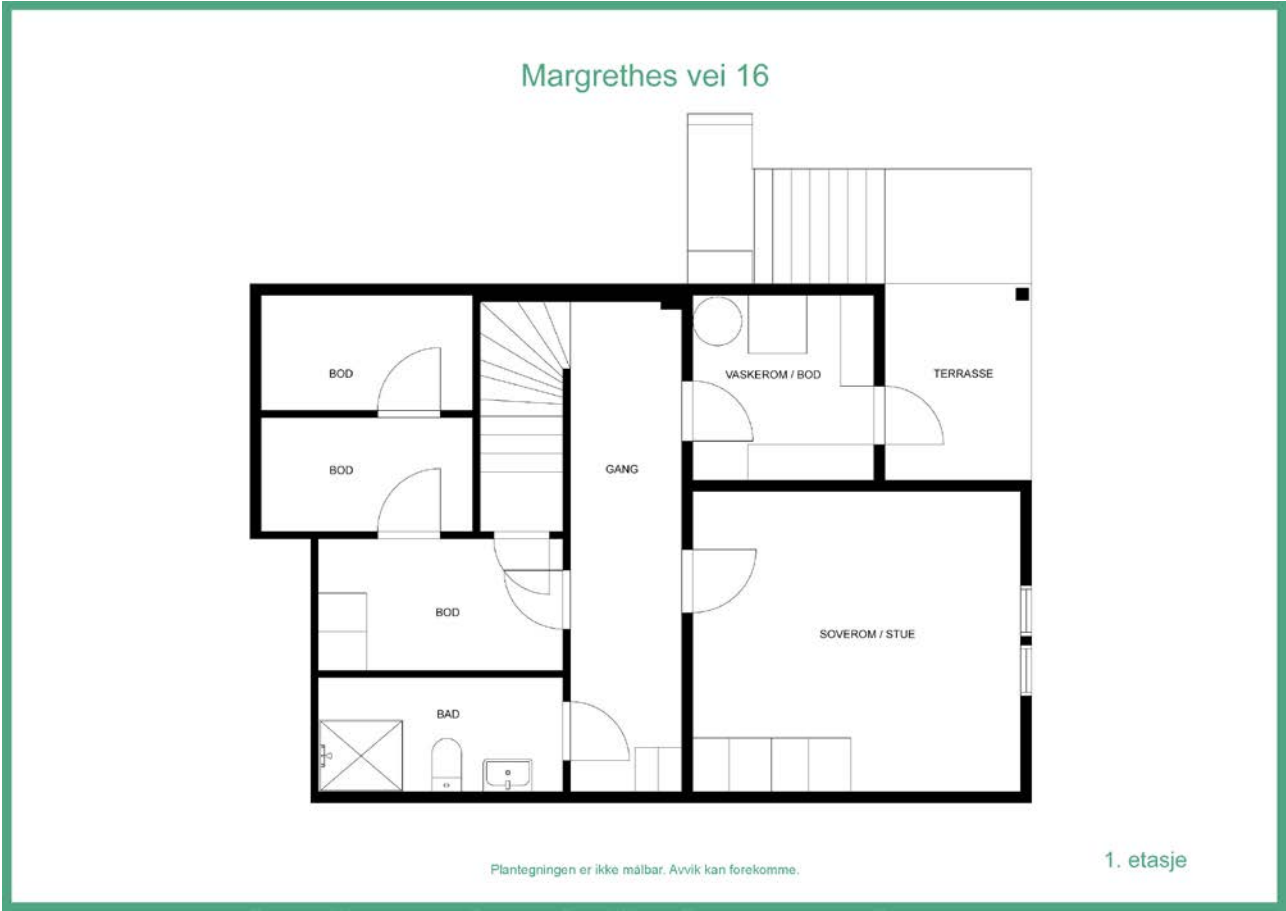 Margrethes vei 16
BOD
VASKEROM / BOD
TERRASSE
BOD
GANG
BOD
SOVEROM / STUE
BAD
Plantegningen er ikke målbar. Avvik kan forekomme.
1. etasje